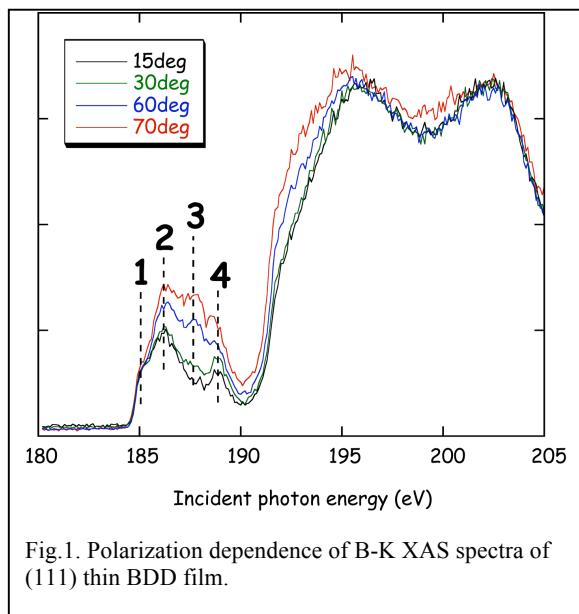 15deg
30deg
60deg
70deg
1 2 3 4
180 185 190 195 200 205
Incident photon energy (eV)
Fig.1. Polarization dependence of B-K XAS spectra of
(111) thin BDD film.